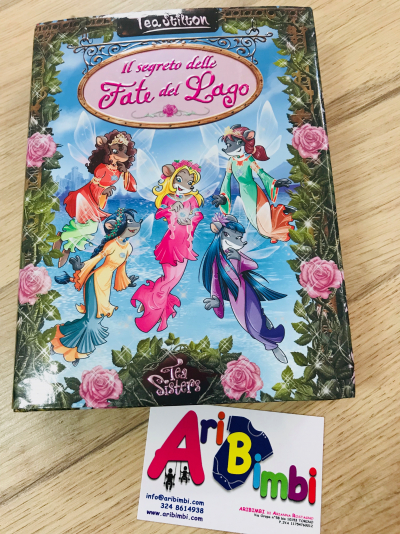 Tea Stilton
Il segreto delle
Fate del Lago
Tea
Sisters
AriBimbi
info@aribimbi.com
324 8614938
www.aribimbi.com
ARIBIMBI